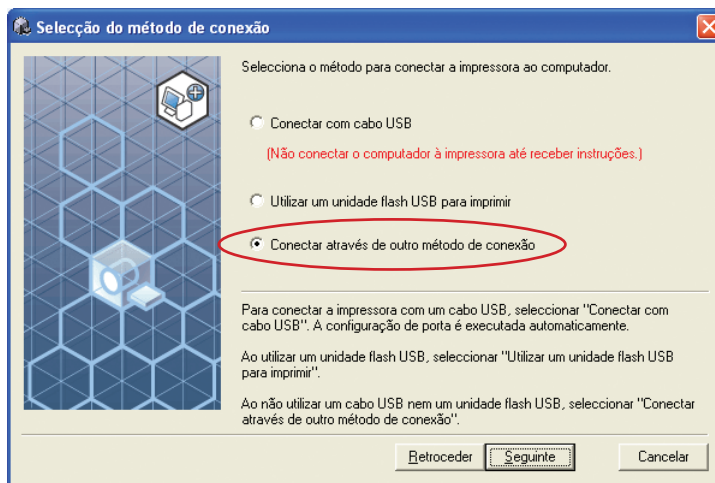 Selecção do método de conexão
Selecciona o método para conectar a impressora ao computador.
Conectar com cabo USB
(Não conectar o computador à impressora até receber instruções.)
Utilizar um unidade flash USB para imprimir
Conectar através de outro método de conexão
Para conectar a impressora com um cabo USB, seleccionar "Conectar com
cabo USB". A configuração de porta é executada automaticamente.
Ao utilizar um unidade flash USB, seleccionar "Utilizar um unidade flash USB
para imprimir".
Ao não utilizar um cabo USB nem um unidade flash USB, seleccionar "Conectar
através de outro método de conexão".
Retroceder Seguinte Cancelar